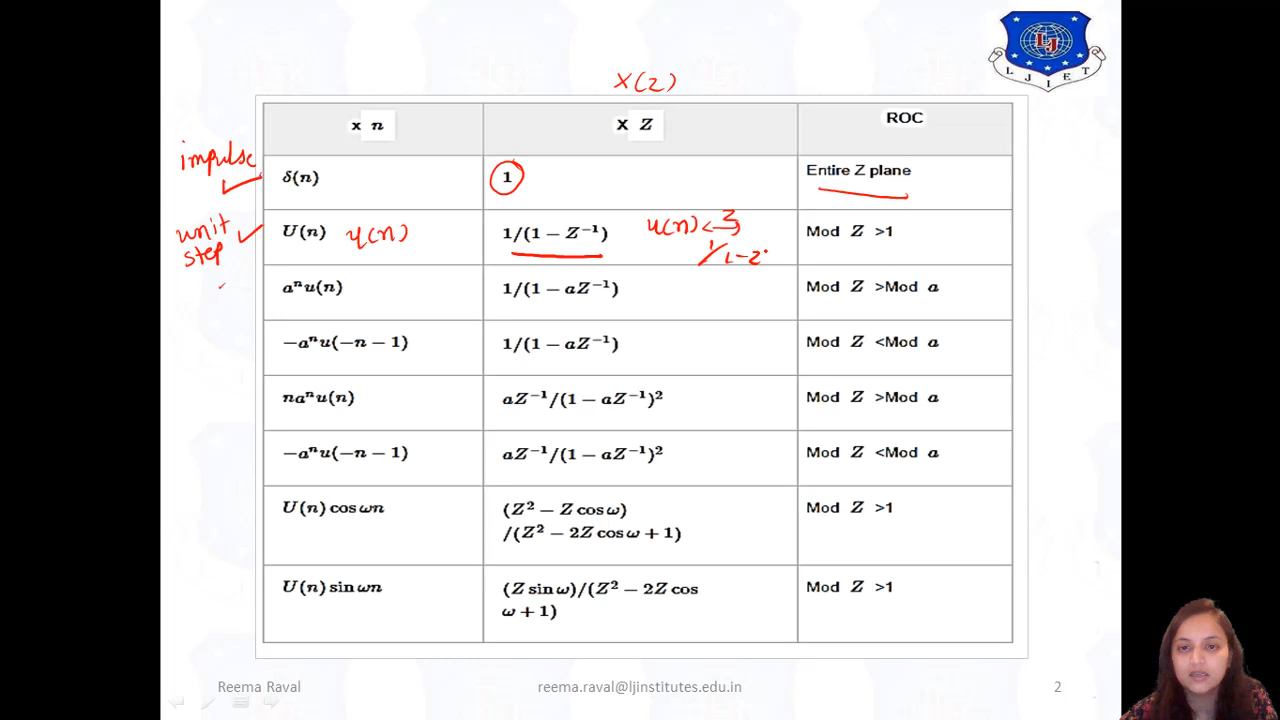 LJ
L J I E T
X(z)
x n X Z ROC
impulse
δ(n) 1 Entire Z plane
unit step
U(n) u(n) 1/(1 − Z⁻¹) u(n) ↔ Mod Z >1
1/1-z
aⁿu(n) 1/(1 − aZ⁻¹) Mod Z >Mod a
−aⁿu(−n − 1) 1/(1 − aZ⁻¹) Mod Z <Mod a
naⁿu(n) aZ⁻¹/(1 − aZ⁻¹)² Mod Z >Mod a
−aⁿu(−n − 1) aZ⁻¹/(1 − aZ⁻¹)² Mod Z <Mod a
U(n) cos ωn (Z² − Z cos ω) Mod Z >1
/(Z² − 2Z cos ω + 1)
U(n) sin ωn (Z sin ω)/(Z² − 2Z cos Mod Z >1
ω + 1)
Reema Raval reema.raval@ljinstitutes.edu.in 2